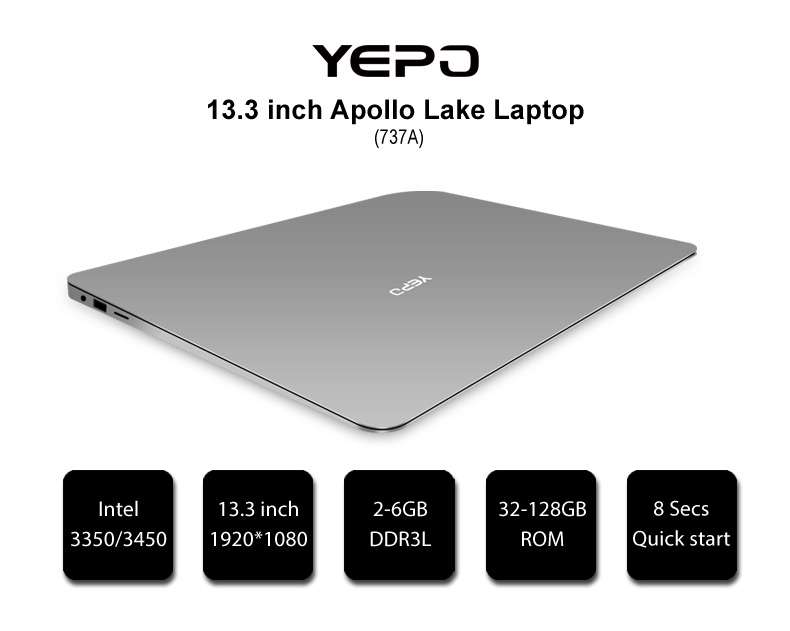 YEPO
13.3 inch Apollo Lake Laptop
(737A)
YEPO
Intel
3350/3450
13.3 inch
1920*1080
2-6GB
DDR3L
32-128GB
ROM
8 Secs
Quick start